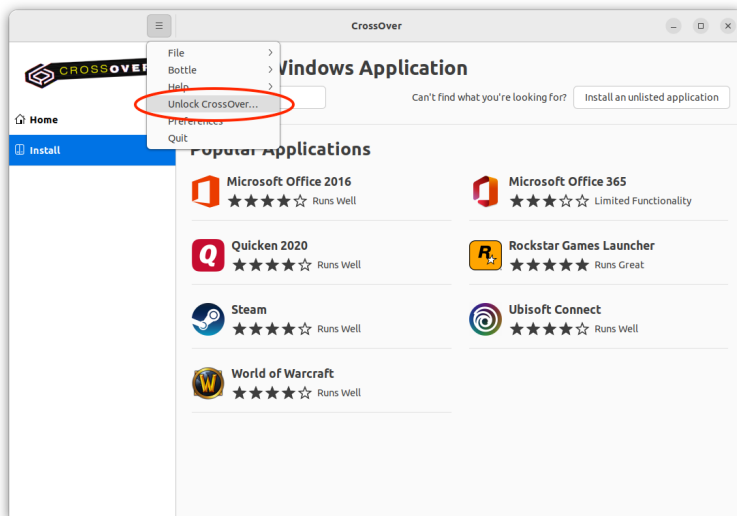 CrossOver
CROSSOVER
File
Bottle
Help
Unlock CrossOver...
Preferences
Quit
Home
Install
Windows Application
Can't find what you're looking for?
Install an unlisted application
Popular Applications
Microsoft Office 2016
Runs Well
Microsoft Office 365
Limited Functionality
Quicken 2020
Runs Well
Rockstar Games Launcher
Runs Great
Steam
Runs Well
Ubisoft Connect
Runs Well
World of Warcraft
Runs Well